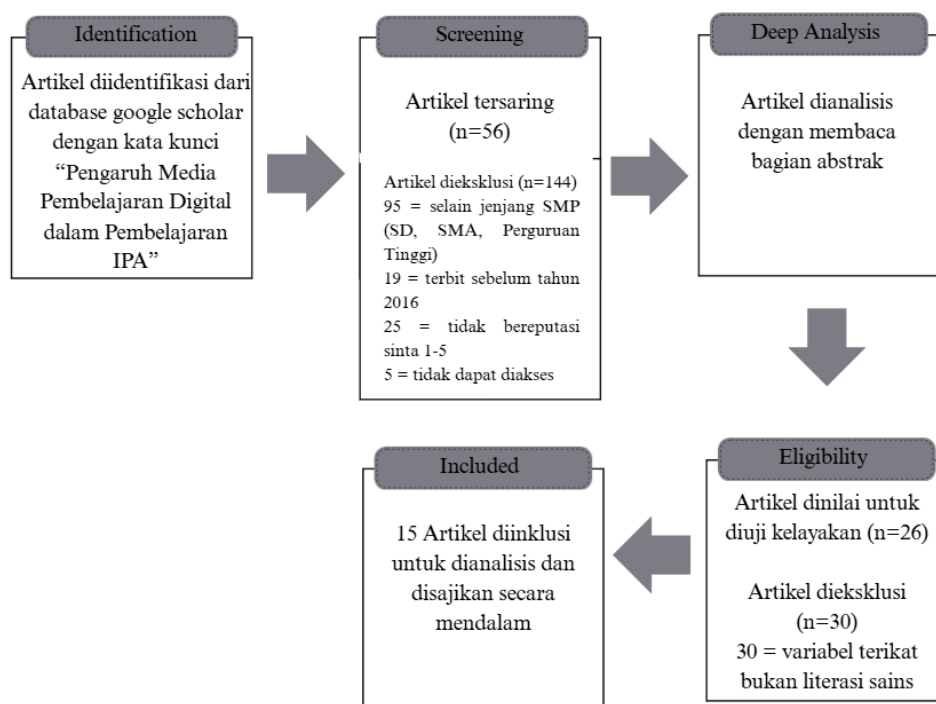 Identification
Artikel diidentifikasi dari
database google scholar
dengan kata kunci
“Pengaruh Media
Pembelajaran Digital
dalam Pembelajaran
IPA”
Screening
Artikel tersaring
(n=56)
Artikel dieksklusi (n=144)
95 = selain jenjang SMP
(SD, SMA, Perguruan
Tinggi)
19 = terbit sebelum tahun
2016
25 = tidak bereputasi
sinta 1-5
5 = tidak dapat diakses
Deep Analysis
Artikel dianalisis
dengan membaca
bagian abstrak
Eligibility
Artikel dinilai untuk
diuji kelayakan (n=26)
Artikel dieksklusi
(n=30)
30 = variabel terikat
bukan literasi sains
Included
15 Artikel diinklusi
untuk dianalisis dan
disajikan secara
mendalam